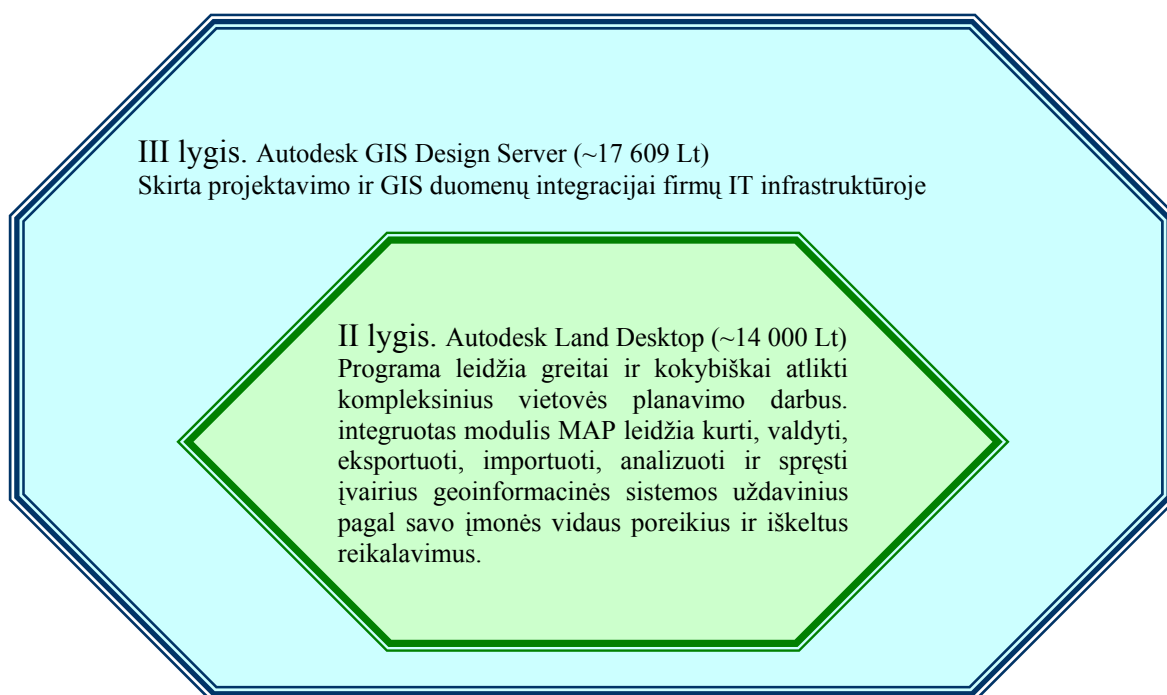 III lygis. Autodesk GIS Design Server (~17 609 Lt)
Skirta projektavimo ir GIS duomenų integracijai firmų IT infrastruktūroje
II lygis. Autodesk Land Desktop (~14 000 Lt)
Programa leidžia greitai ir kokybiškai atlikti
kompleksinius vietovės planavimo darbus.
integruotas modulis MAP leidžia kurti, valdyti,
eksportuoti, importuoti, analizuoti ir spręsti
įvairius geoinformacinės sistemos uždavinius
pagal savo įmonės vidaus poreikius ir iškeltus
reikalavimus.